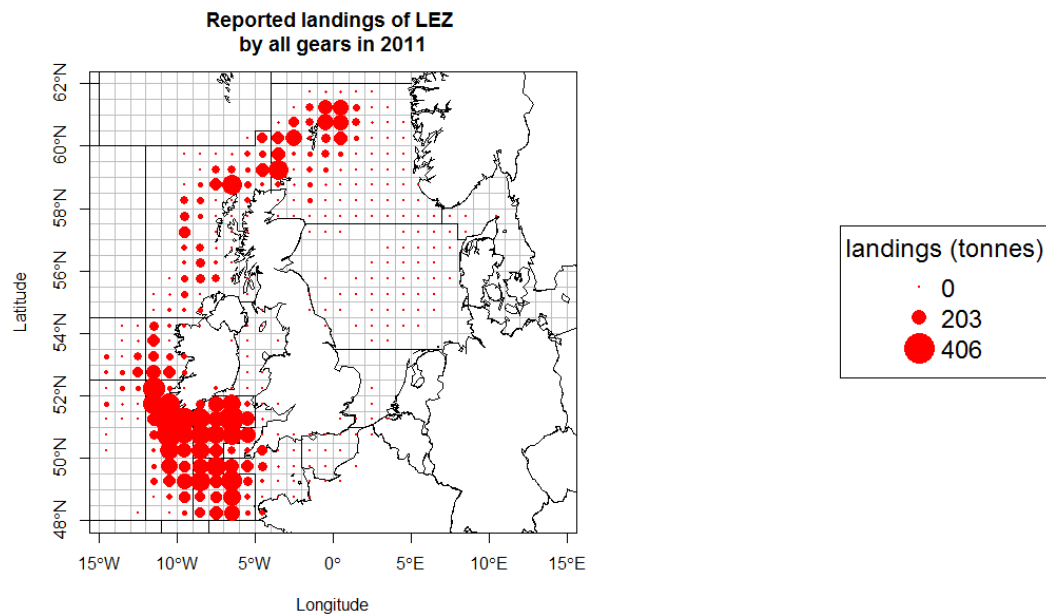 Reported landings of LEZ
by all gears in 2011
62°N
60°N
58°N
56°N
54°N
52°N
50°N
48°N
Latitude
15°W
10°W
5°W
0°
5°E
10°E
15°E
Longitude
landings (tonnes)
0
203
406